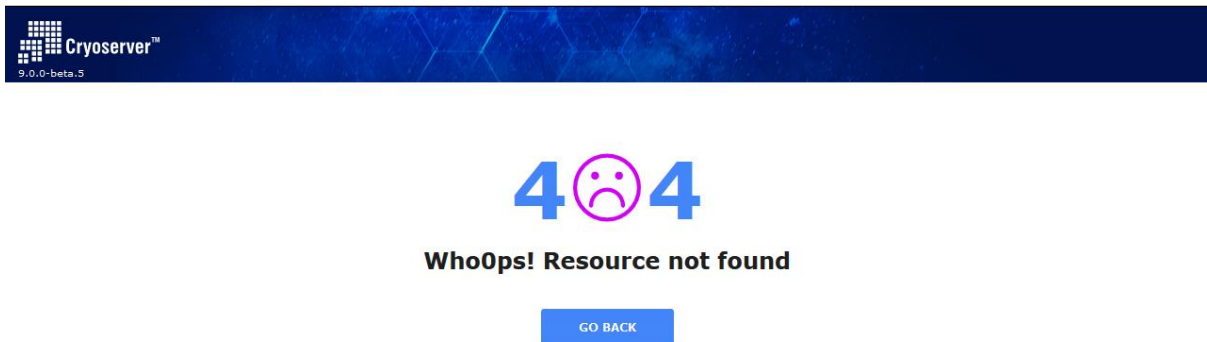 Cryoserver™
9.0.0-beta.5
4 4
Who0ps! Resource not found
GO BACK